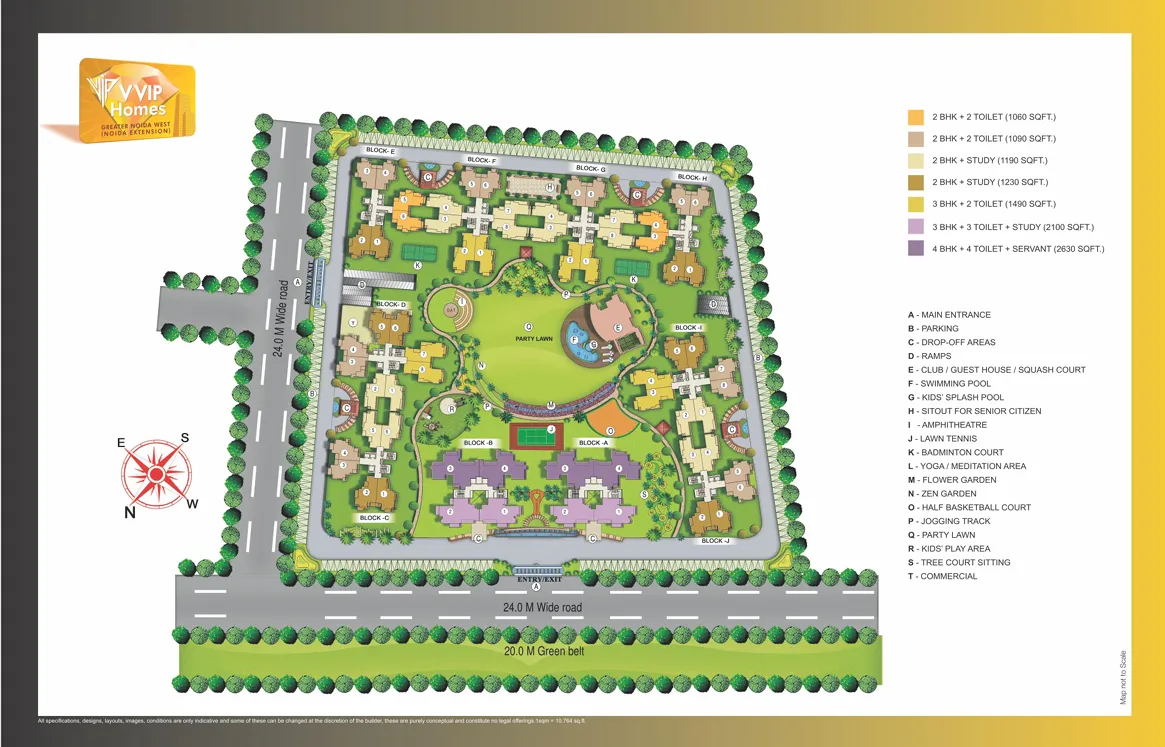 VVIP
Homes
GREATER NOIDA WEST
(NOIDA EXTENSION)
2 BHK + 2 TOILET (1060 SQFT.)
2 BHK + 2 TOILET (1090 SQFT.)
2 BHK + STUDY (1190 SQFT.)
2 BHK + STUDY (1230 SQFT.)
3 BHK + 2 TOILET (1490 SQFT.)
3 BHK + 3 TOILET + STUDY (2100 SQFT.)
4 BHK + 4 TOILET + SERVANT (2630 SQFT.)
A - MAIN ENTRANCE
B - PARKING
C - DROP-OFF AREAS
D - RAMPS
E - CLUB / GUEST HOUSE / SQUASH COURT
F - SWIMMING POOL
G - KIDS' SPLASH POOL
H - SITOUT FOR SENIOR CITIZEN
I - AMPHITHEATRE
J - LAWN TENNIS
K - BADMINTON COURT
L - YOGA / MEDITATION AREA
M - FLOWER GARDEN
N - ZEN GARDEN
O - HALF BASKETBALL COURT
P - JOGGING TRACK
Q - PARTY LAWN
R - KIDS' PLAY AREA
S - TREE COURT SITTING
T - COMMERCIAL
BLOCK- E
BLOCK- F
BLOCK- G
BLOCK- H
BLOCK- D
BLOCK -I
BLOCK -B
BLOCK -A
BLOCK -C
BLOCK -J
Q
PARTY LAWN
ENTRY/EXIT
A
24.0 M Wide road
E
S
N
W
ENTRY/EXIT
A
24.0 M Wide road
20.0 M Green belt
Map not to Scale
All specifications, designs, layouts, images, conditions are only indicative and some of these can be changed at the discretion of the builder, these are purely conceptual and constitute no legal offerings.1sqm = 10.764 sq.ft.